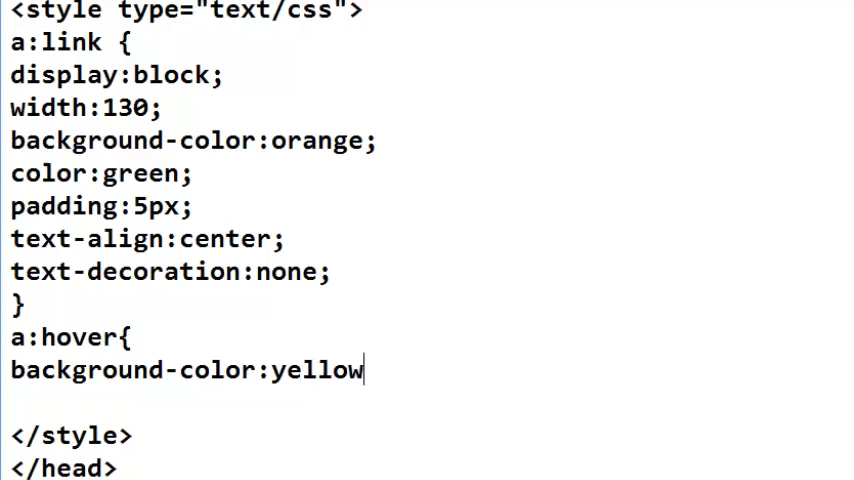 <style type="text/css">
a:link {
display:block;
width:130;
background-color:orange;
color:green;
padding:5px;
text-align:center;
text-decoration:none;
}
a:hover{
background-color:yellow
</style>
</head>